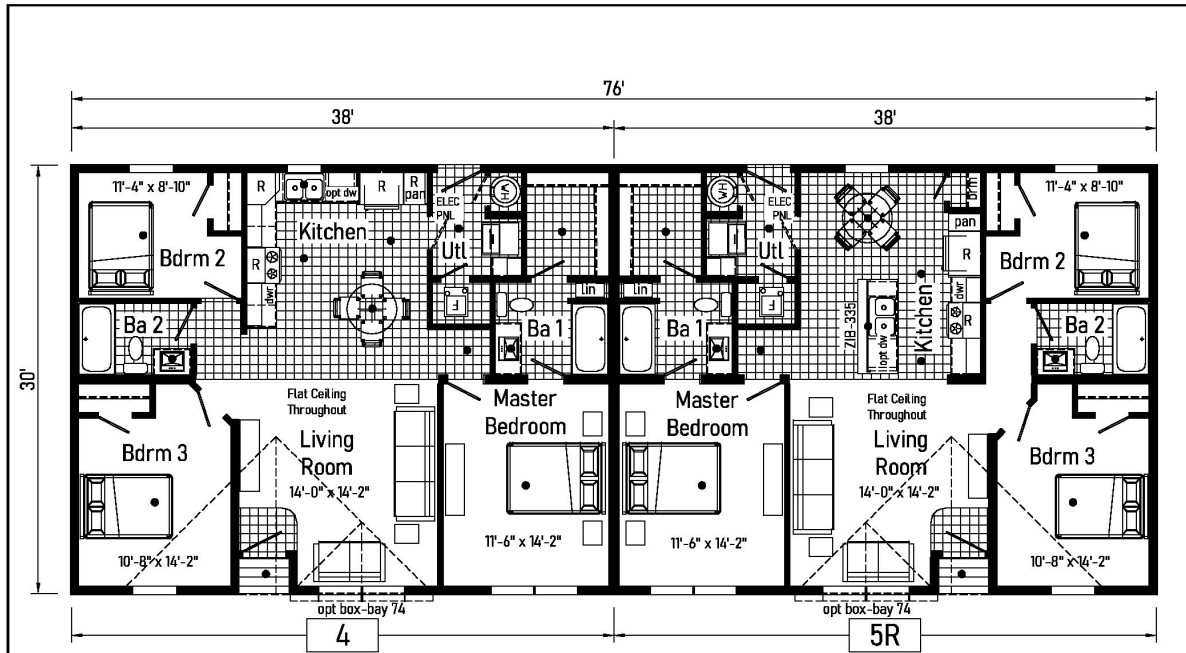 76'
38'
38'
30'
11'-4" x 8'-10"
Bdrm 2
R
opt dw
R
R
pan
Kitchen
R
dwr
ELEC
PNL
WH
Utl
F
lin
Ba 1
Ba 2
Bdrm 3
10'-8" x 14'-2"
Flat Ceiling
Throughout
Living
Room
14'-0" x 14'-2"
opt box-bay 74
Master
Bedroom
11'-6" x 14'-2"
lin
Ba 1
WH
ELEC
PNL
Utl
F
ZIB-335
opt dw
Kitchen
brm
pan
R
dwr
R
11'-4" x 8'-10"
Bdrm 2
Ba 2
Master
Bedroom
11'-6" x 14'-2"
Flat Ceiling
Throughout
Living
Room
14'-0" x 14'-2"
opt box-bay 74
Bdrm 3
10'-8" x 14'-2"
4
5R